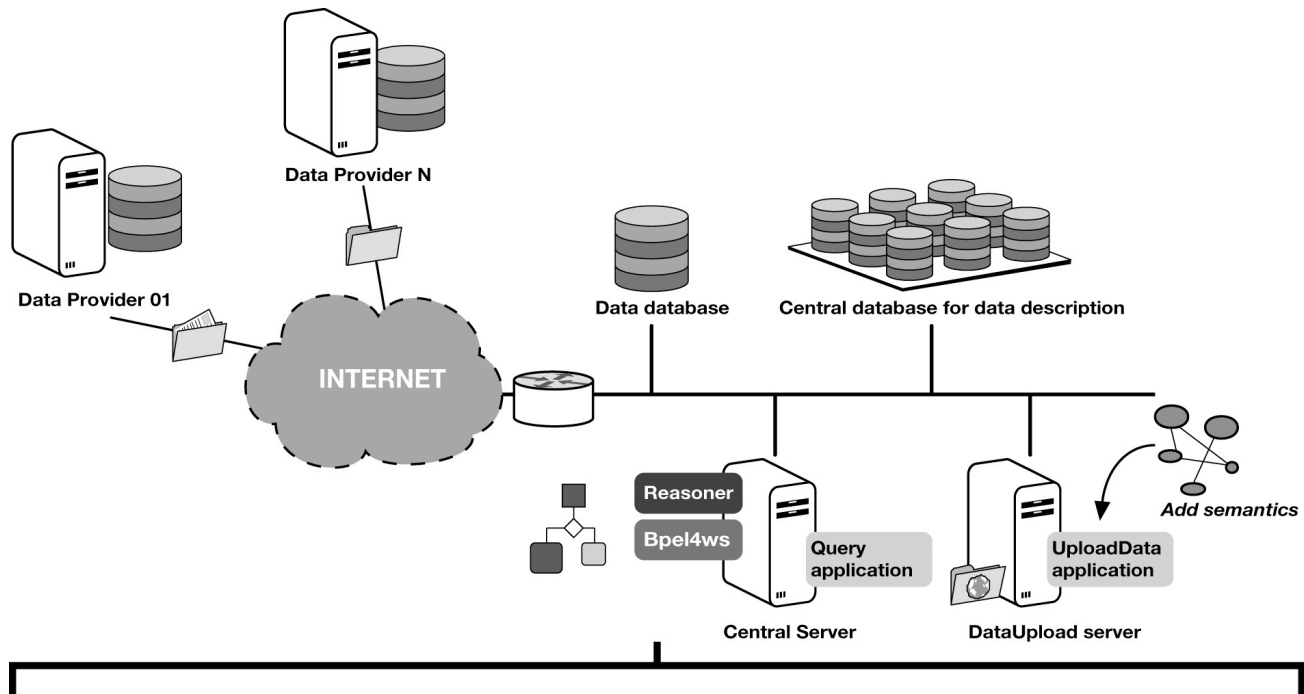 Data Provider N
Data Provider 01
Data database
Central database for data description
INTERNET
Reasoner
Bpel4ws
Query
application
UploadData
application
Add semantics
Central Server
DataUpload server